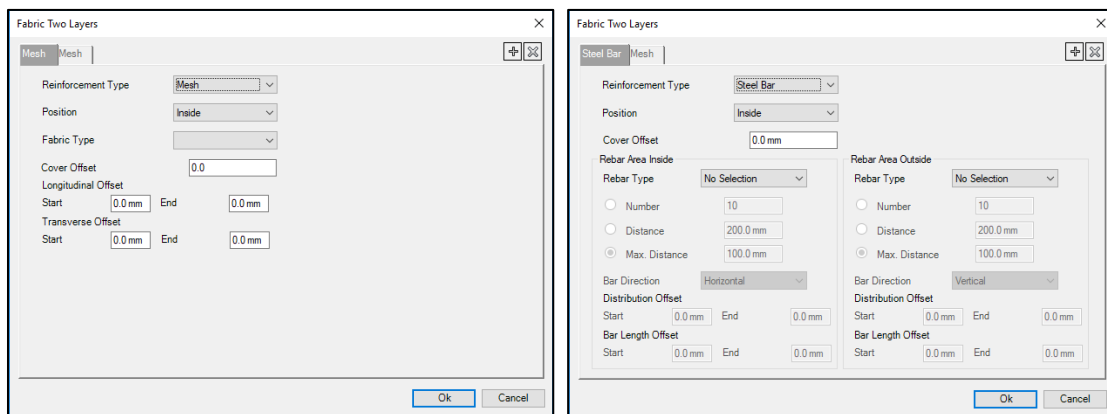 Fabric Two Layers
Mesh Mesh
Reinforcement Type Mesh
Position Inside
Fabric Type
Cover Offset 0.0
Longitudinal Offset
Start 0.0 mm End 0.0 mm
Transverse Offset
Start 0.0 mm End 0.0 mm
Ok Cancel
Fabric Two Layers
Steel Bar Mesh
Reinforcement Type Steel Bar
Position Inside
Cover Offset 0.0 mm
Rebar Area Inside
Rebar Type No Selection
Number 10
Distance 200.0 mm
Max. Distance 100.0 mm
Bar Direction Horizontal
Distribution Offset
Start 0.0 mm End 0.0 mm
Bar Length Offset
Start 0.0 mm End 0.0 mm
Rebar Area Outside
Rebar Type No Selection
Number 10
Distance 200.0 mm
Max. Distance 100.0 mm
Bar Direction Vertical
Distribution Offset
Start 0.0 mm End 0.0 mm
Bar Length Offset
Start 0.0 mm End 0.0 mm
Ok Cancel